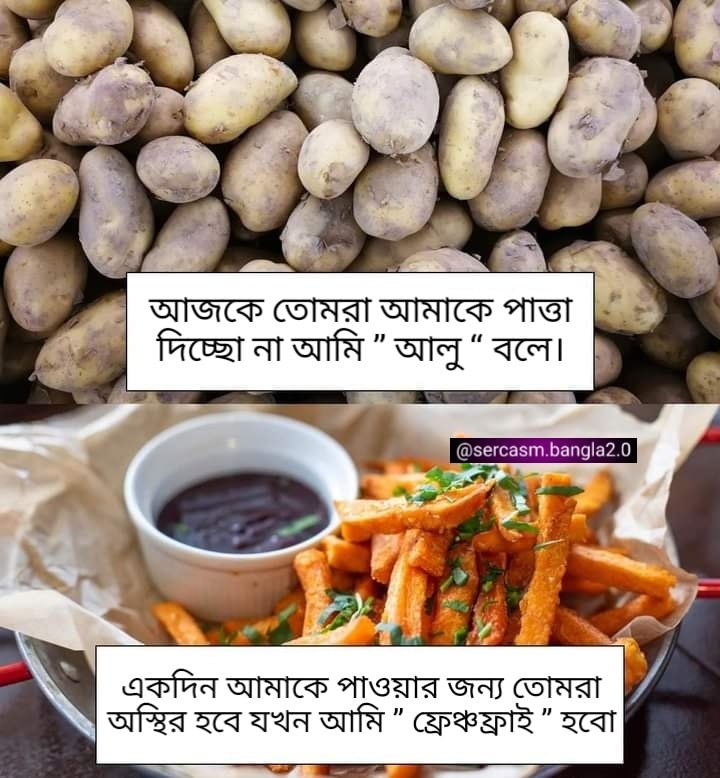 আজকে তোমরা আমাকে পাত্তা
দিচ্ছো না আমি ” আলু “ বলে।
@sercasm.bangla2.0
একদিন আমাকে পাওয়ার জন্য তোমরা
অস্থির হবে যখন আমি ” ফ্রেঞ্চফ্রাই ” হবো